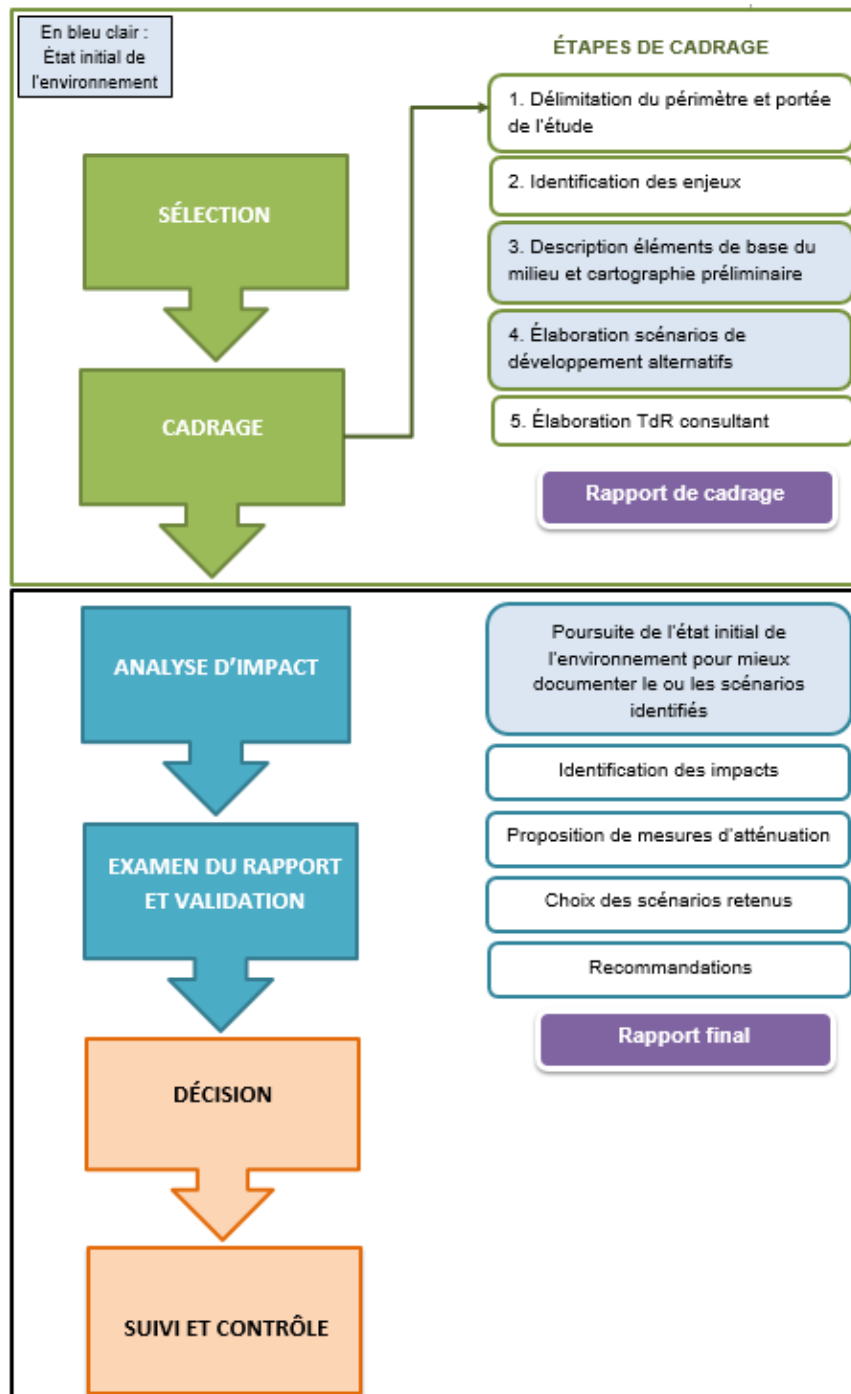 En bleu clair :
État initial de
l'environnement
ÉTAPES DE CADRAGE
1. Délimitation du périmètre et portée
de l'étude
2. Identification des enjeux
3. Description éléments de base du
milieu et cartographie préliminaire
4. Élaboration scénarios de
développement alternatifs
5. Élaboration TdR consultant
Rapport de cadrage
SÉLECTION
CADRAGE
ANALYSE D'IMPACT
EXAMEN DU RAPPORT
ET VALIDATION
DÉCISION
SUIVI ET CONTRÔLE
Poursuite de l'état initial de
l'environnement pour mieux
documenter le ou les scénarios
identifiés
Identification des impacts
Proposition de mesures d'atténuation
Choix des scénarios retenus
Recommandations
Rapport final